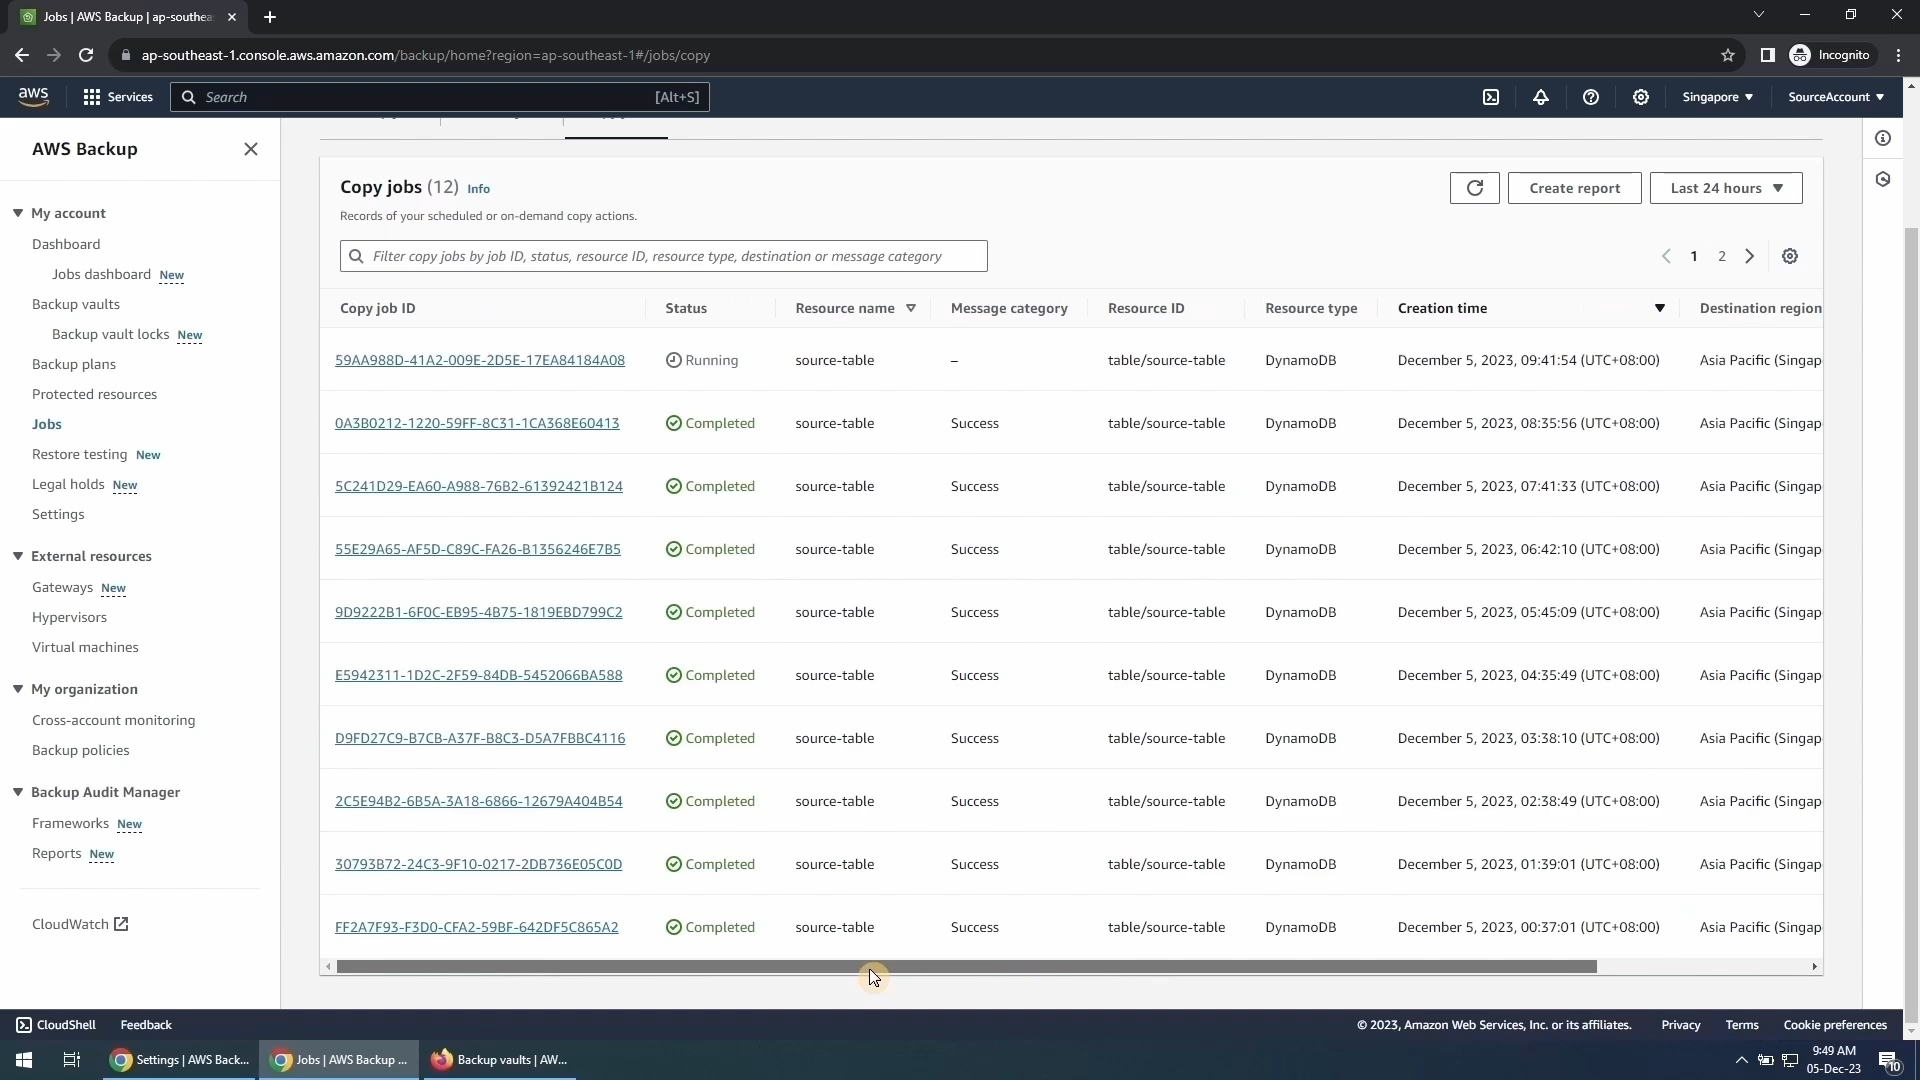 Jobs | AWS Backup | ap-southea
ap-southeast-1.console.aws.amazon.com/backup/home?region=ap-southeast-1#/jobs/copy
Incognito
aws
Services
Search
[Alt+S]
Singapore
SourceAccount
AWS Backup
My account
Dashboard
Jobs dashboard New
Backup vaults
Backup vault locks New
Backup plans
Protected resources
Jobs
Restore testing New
Legal holds New
Settings
External resources
Gateways New
Hypervisors
Virtual machines
My organization
Cross-account monitoring
Backup policies
Backup Audit Manager
Frameworks New
Reports New
CloudWatch
Copy jobs (12) Info
Records of your scheduled or on-demand copy actions.
Create report
Last 24 hours
Filter copy jobs by job ID, status, resource ID, resource type, destination or message category
1 2
Copy job ID Status Resource name Message category Resource ID Resource type Creation time Destination region
59AA988D-41A2-009E-2D5E-17EA84184A08 Running source-table – table/source-table DynamoDB December 5, 2023, 09:41:54 (UTC+08:00) Asia Pacific (Singap
0A3B0212-1220-59FF-8C31-1CA368E60413 Completed source-table Success table/source-table DynamoDB December 5, 2023, 08:35:56 (UTC+08:00) Asia Pacific (Singap
5C241D29-EA60-A988-76B2-61392421B124 Completed source-table Success table/source-table DynamoDB December 5, 2023, 07:41:33 (UTC+08:00) Asia Pacific (Singap
55E29A65-AF5D-C89C-FA26-B1356246E7B5 Completed source-table Success table/source-table DynamoDB December 5, 2023, 06:42:10 (UTC+08:00) Asia Pacific (Singap
9D9222B1-6F0C-EB95-4B75-1819EBD799C2 Completed source-table Success table/source-table DynamoDB December 5, 2023, 05:45:09 (UTC+08:00) Asia Pacific (Singap
E5942311-1D2C-2F59-84DB-5452066BA588 Completed source-table Success table/source-table DynamoDB December 5, 2023, 04:35:49 (UTC+08:00) Asia Pacific (Singap
D9FD27C9-B7CB-A37F-B8C3-D5A7FBBC4116 Completed source-table Success table/source-table DynamoDB December 5, 2023, 03:38:10 (UTC+08:00) Asia Pacific (Singap
2C5E94B2-6B5A-3A18-6866-12679A404B54 Completed source-table Success table/source-table DynamoDB December 5, 2023, 02:38:49 (UTC+08:00) Asia Pacific (Singap
30793B72-24C3-9F10-0217-2DB736E05C0D Completed source-table Success table/source-table DynamoDB December 5, 2023, 01:39:01 (UTC+08:00) Asia Pacific (Singap
FF2A7F93-F3D0-CFA2-59BF-642DF5C865A2 Completed source-table Success table/source-table DynamoDB December 5, 2023, 00:37:01 (UTC+08:00) Asia Pacific (Singap
CloudShell Feedback © 2023, Amazon Web Services, Inc. or its affiliates. Privacy Terms Cookie preferences
Settings | AWS Back... Jobs | AWS Backup ... Backup vaults | AW...
9:49 AM
05-Dec-23
10